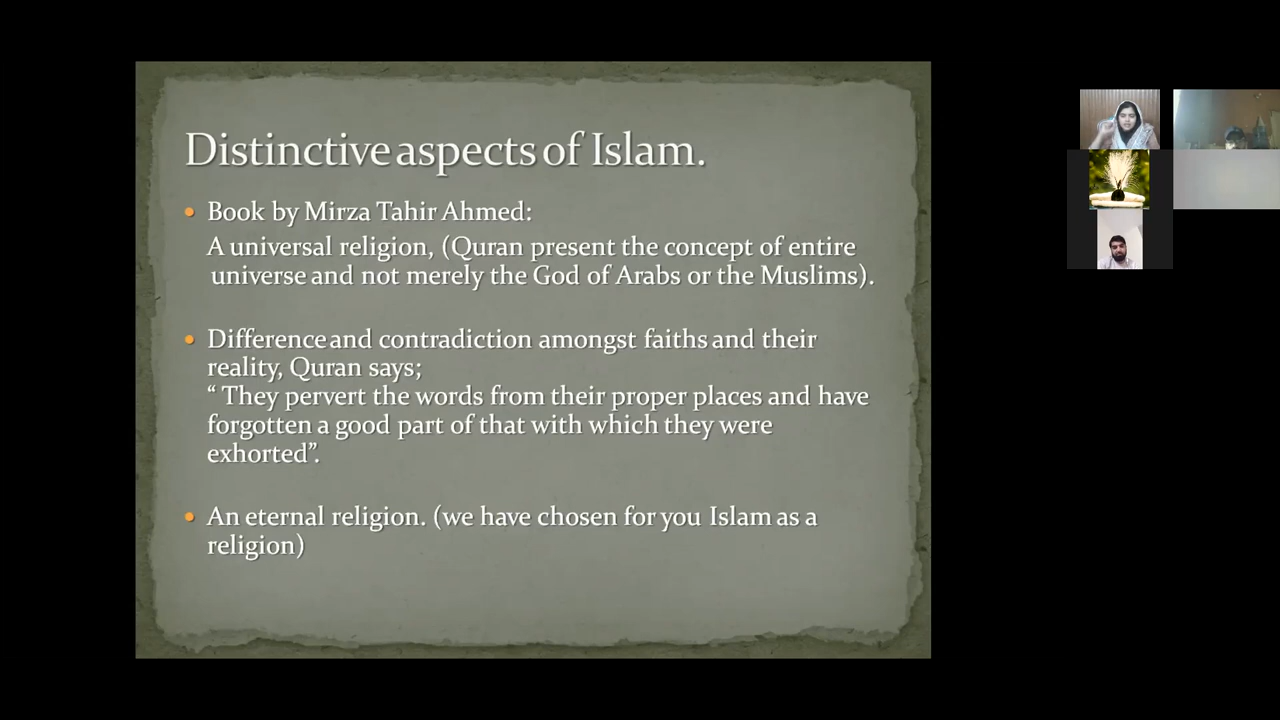 Distinctive aspects of Islam.
• Book by Mirza Tahir Ahmed:
A universal religion, (Quran present the concept of entire
universe and not merely the God of Arabs or the Muslims).
• Difference and contradiction amongst faiths and their
reality, Quran says;
“ They pervert the words from their proper places and have
forgotten a good part of that with which they were
exhorted”.
• An eternal religion. (we have chosen for you Islam as a
religion)